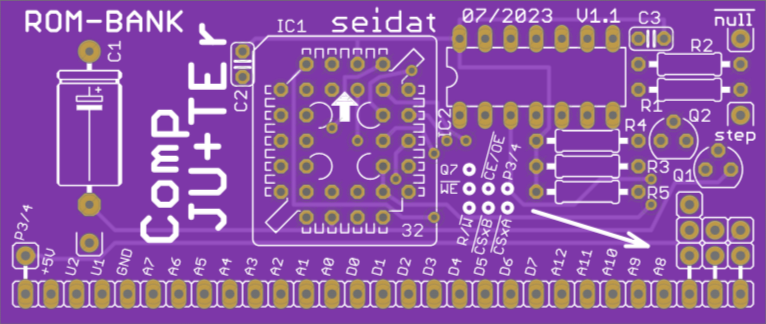 ROM-BANK
IC1
seidat
07/2023 V1.1
C3
null
C1
C2
Comp
JU+TEr
R2
R1
IC2
R4
Q2
step
R3
Q1
R5
Q7
CE/OE
P3/4
WE
R/W
CSxB
CSxA
32
P3/4
+5V
U2
U1
GND
A7
A6
A5
A4
A3
A2
A1
A0
D0
D1
D2
D3
D4
D5
D6
D7
A12
A11
A10
A9
A8